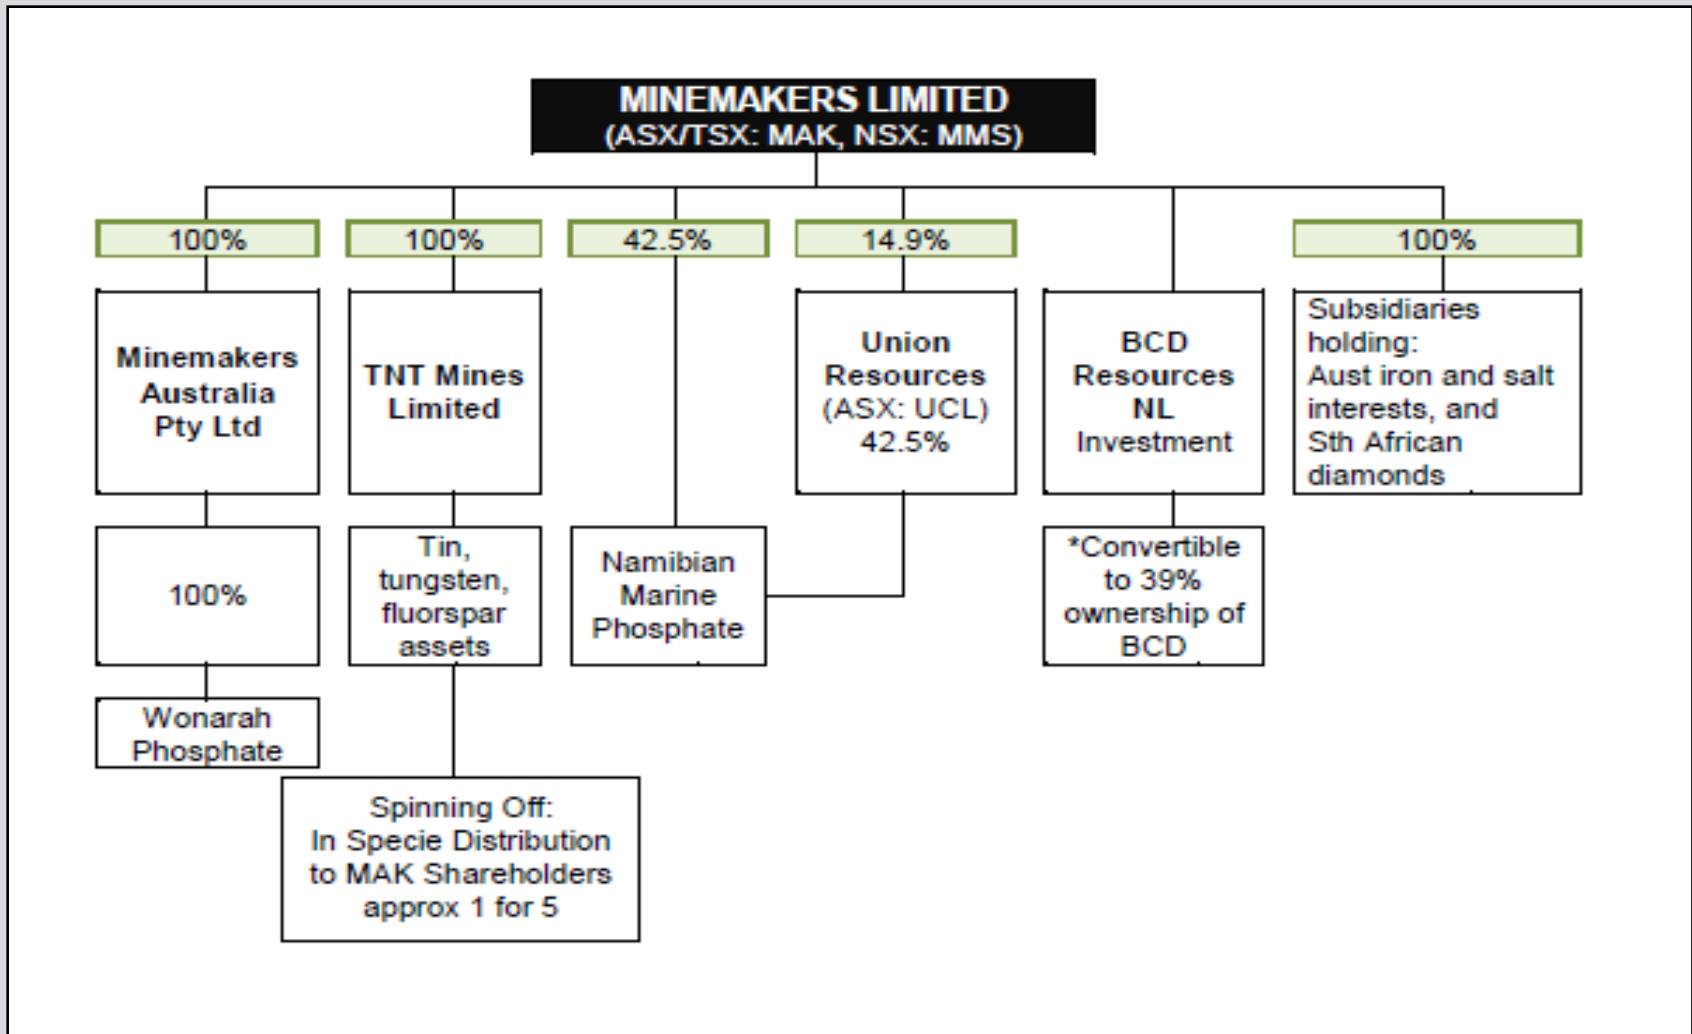 MINEMAKERS LIMITED
(ASX/TSX: MAK, NSX: MMS)
100%
100%
42.5%
14.9%
100%
Minemakers
Australia
Pty Ltd
TNT Mines
Limited
Union
Resources
(ASX: UCL)
42.5%
BCD
Resources
NL
Investment
Subsidiaries
holding:
Aust iron and salt
interests, and
Sth African
diamonds
100%
Tin,
tungsten,
fluorspar
assets
Namibian
Marine
Phosphate
*Convertible
to 39%
ownership of
BCD
Wonarah
Phosphate
Spinning Off:
In Specie Distribution
to MAK Shareholders
approx 1 for 5